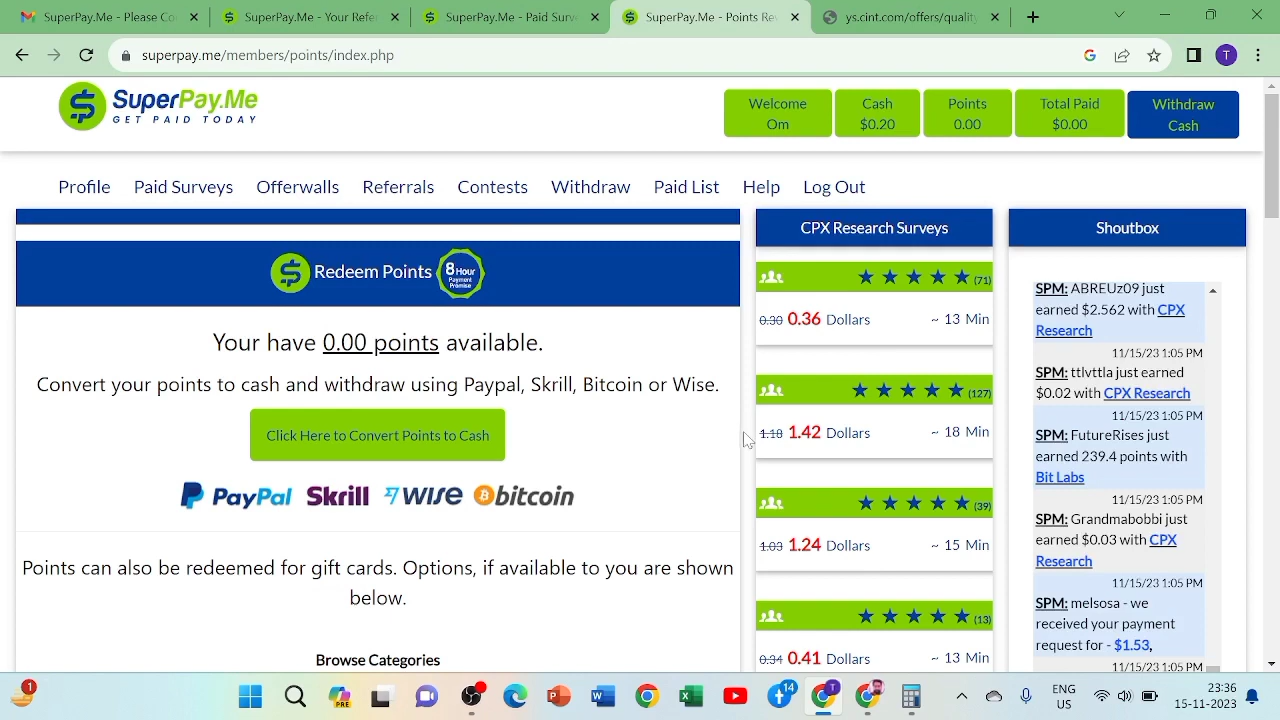 SuperPay.Me - Please Co
SuperPay.Me - Your Refer
SuperPay.Me - Paid Surve
SuperPay.Me - Points Rev
ys.cint.com/offers/quality
superpay.me/members/points/index.php
T
SuperPay.Me
GET PAID TODAY
Welcome
Om
Cash
$0.20
Points
0.00
Total Paid
$0.00
Withdraw
Cash
Profile Paid Surveys Offerwalls Referrals Contests Withdraw Paid List Help Log Out
Redeem Points
8 Hour
Payment
Promise
Your have 0.00 points available.
Convert your points to cash and withdraw using Paypal, Skrill, Bitcoin or Wise.
Click Here to Convert Points to Cash
PayPal Skrill WISE bitcoin
Points can also be redeemed for gift cards. Options, if available to you are shown
below.
Browse Categories
CPX Research Surveys
(71)
0.30 0.36 Dollars ~ 13 Min
(127)
1.18 1.42 Dollars ~ 18 Min
(39)
1.03 1.24 Dollars ~ 15 Min
(13)
0.34 0.41 Dollars ~ 13 Min
Shoutbox
SPM: ABREUz09 just
earned $2.562 with CPX
Research
11/15/23 1:05 PM
SPM: ttlvttla just earned
$0.02 with CPX Research
11/15/23 1:05 PM
SPM: FutureRises just
earned 239.4 points with
Bit Labs
11/15/23 1:05 PM
SPM: Grandmabobbi just
earned $0.03 with CPX
Research
11/15/23 1:05 PM
SPM: melsosa - we
received your payment
request for - $1.53,
11/15/23 1:05 PM
1
PRE
14
T
ENG
US
23:36
15-11-2023